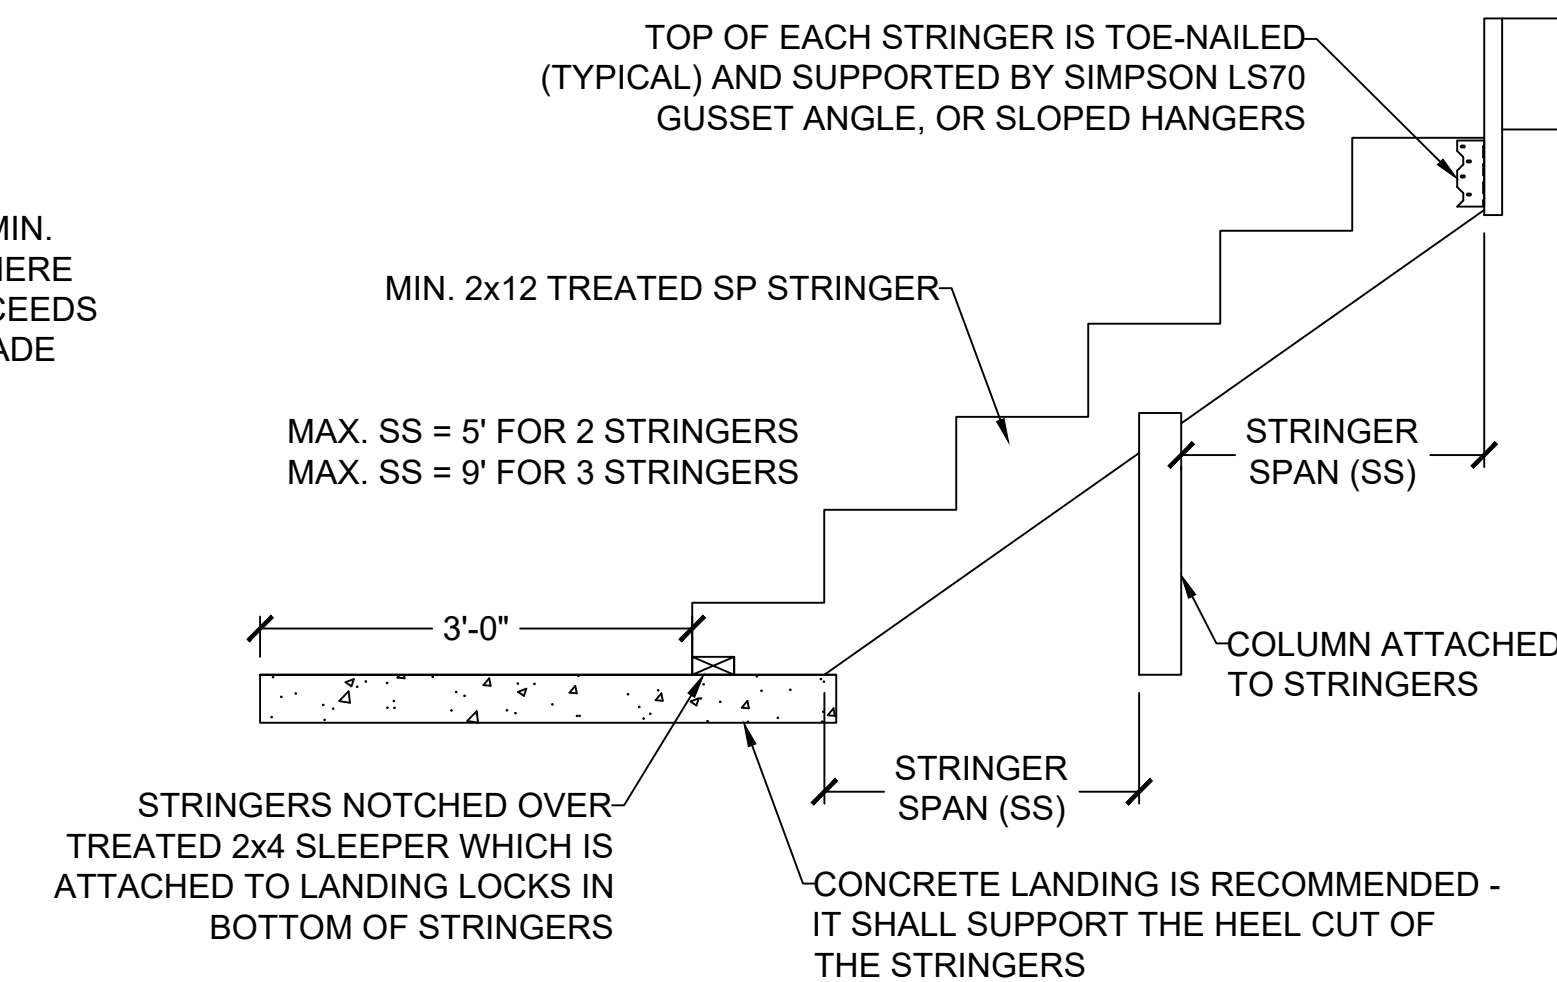 TOP OF EACH STRINGER IS TOE-NAILED
(TYPICAL) AND SUPPORTED BY SIMPSON LS70
GUSSET ANGLE, OR SLOPED HANGERS
MIN.
HERE
CEEDS
ADE
MIN. 2x12 TREATED SP STRINGER
MAX. SS = 5' FOR 2 STRINGERS
MAX. SS = 9' FOR 3 STRINGERS
STRINGER
SPAN (SS)
3'-0"
COLUMN ATTACHED
TO STRINGERS
STRINGER
SPAN (SS)
STRINGERS NOTCHED OVER
TREATED 2x4 SLEEPER WHICH IS
ATTACHED TO LANDING LOCKS IN
BOTTOM OF STRINGERS
CONCRETE LANDING IS RECOMMENDED -
IT SHALL SUPPORT THE HEEL CUT OF
THE STRINGERS